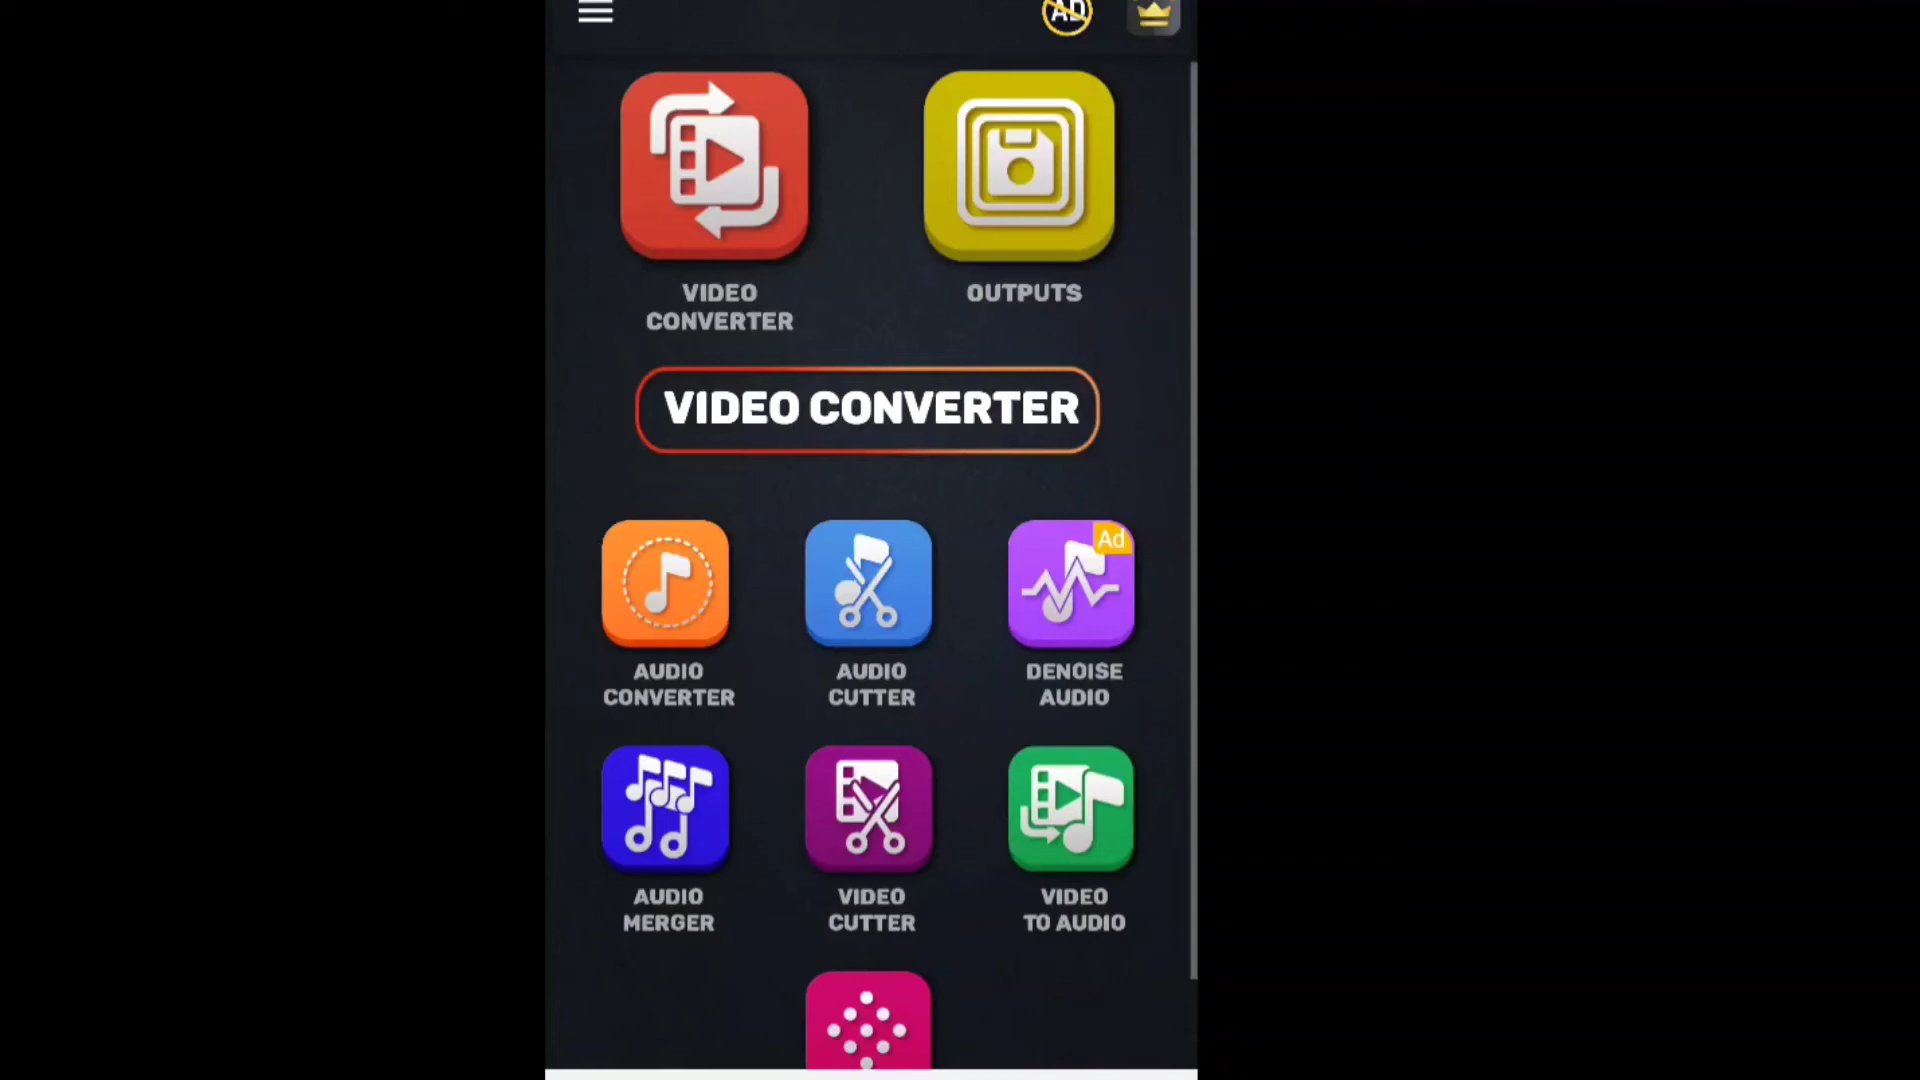 AD
VIDEO
CONVERTER
OUTPUTS
VIDEO CONVERTER
Ad
AUDIO
CONVERTER
AUDIO
CUTTER
DENOISE
AUDIO
AUDIO
MERGER
VIDEO
CUTTER
VIDEO
TO AUDIO